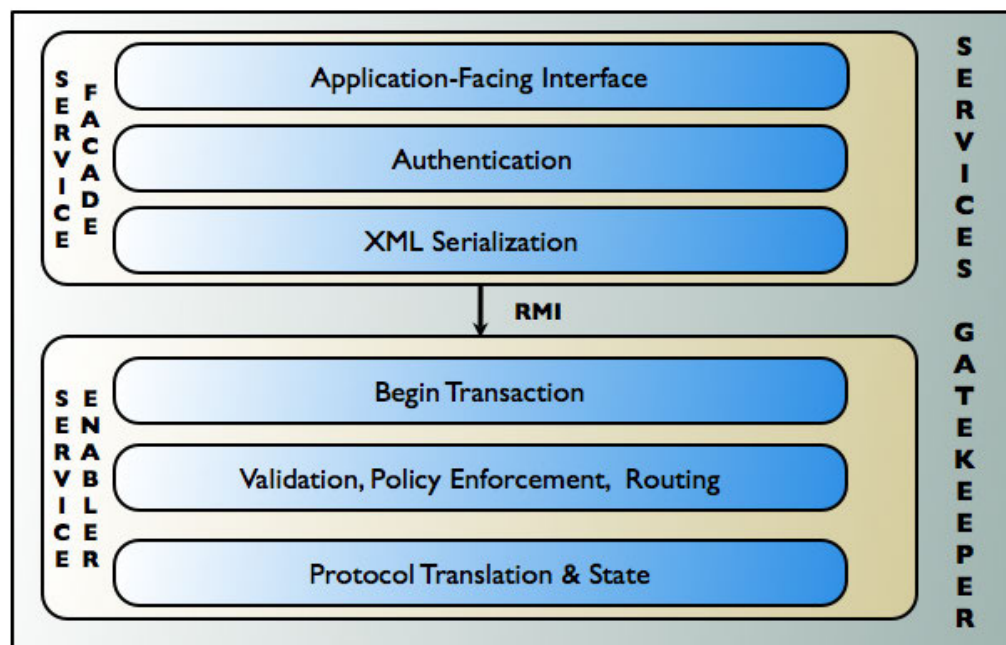 SERVICE FACADE
Application-Facing Interface
Authentication
XML Serialization
RMI
SERVICE ENABLER
Begin Transaction
Validation, Policy Enforcement, Routing
Protocol Translation & State
SERVICES GATEKEEPER